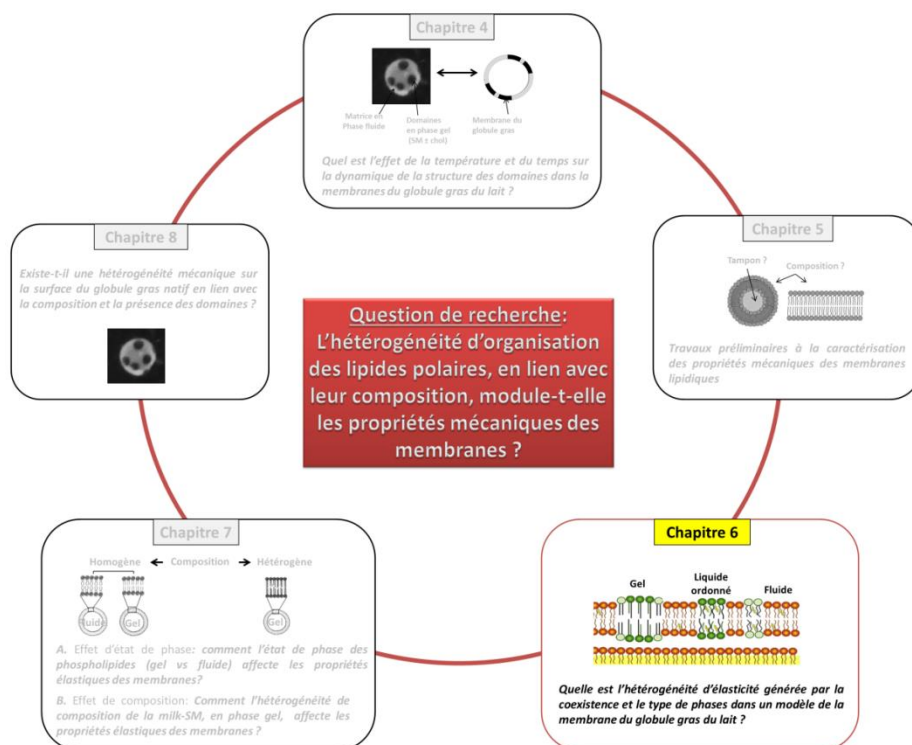 Chapitre 4
Matrice en
Phase fluide
Domaines
en phase gel
(SM ± chol)
Membrane du
globule gras
Quel est l'effet de la température et du temps sur
la dynamique de la structure des domaines dans la
membranes du globule gras du lait ?
Chapitre 8
Existe-t-il une hétérogénéité mécanique sur
la surface du globule gras natif en lien avec
la composition et la présence des domaines ?
Chapitre 5
Tampon ?
Composition ?
Travaux préliminaires à la caractérisation
des propriétés mécaniques des membranes
lipidiques
Question de recherche:
L'hétérogénéité d'organisation
des lipides polaires, en lien avec
leur composition, module-t-elle
les propriétés mécaniques des
membranes ?
Chapitre 7
Homogène
Composition
Hétérogène
Fluide
Gel
Gel
A. Effet d'état de phase: comment l'état de phase des
phospholipides (gel vs fluide) affecte les propriétés
élastiques des membranes?
B. Effet de composition: Comment l'hétérogénéité de
composition de la milk-SM, en phase gel, affecte les
propriétés élastiques des membranes ?
Chapitre 6
Gel
Liquide
ordonné
Fluide
Quelle est l'hétérogénéité d'élasticité générée par la
coexistence et le type de phases dans un modèle de la
membrane du globule gras du lait ?